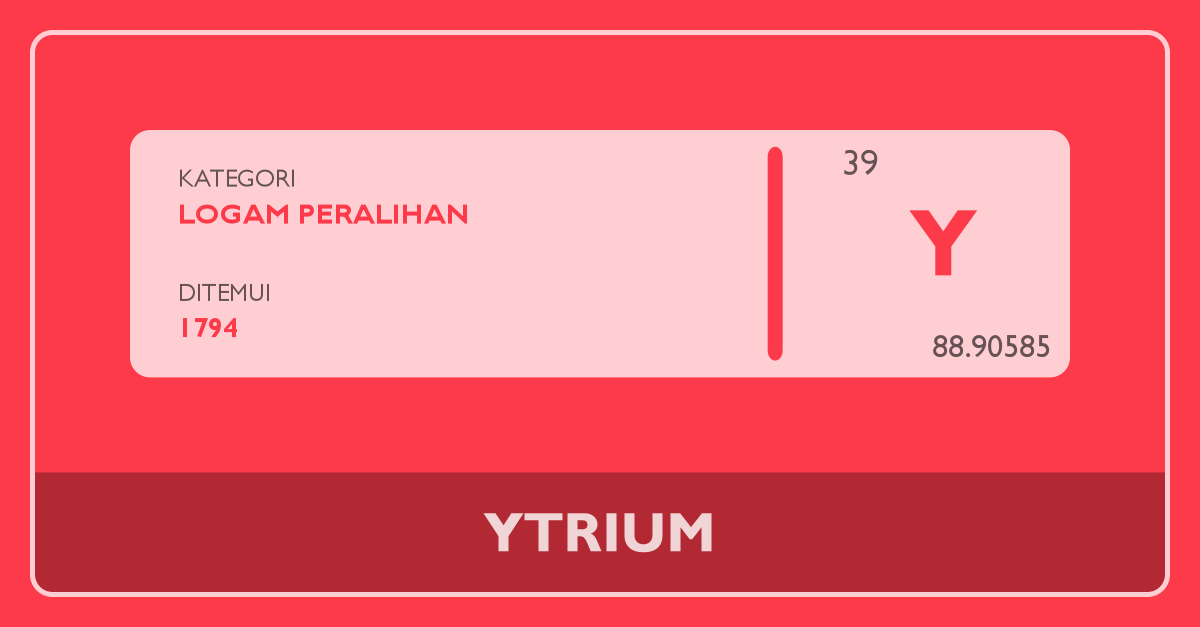 KATEGORI
LOGAM PERALIHAN
DITEMUI
1794
39
Y
88.90585
YTRIUM